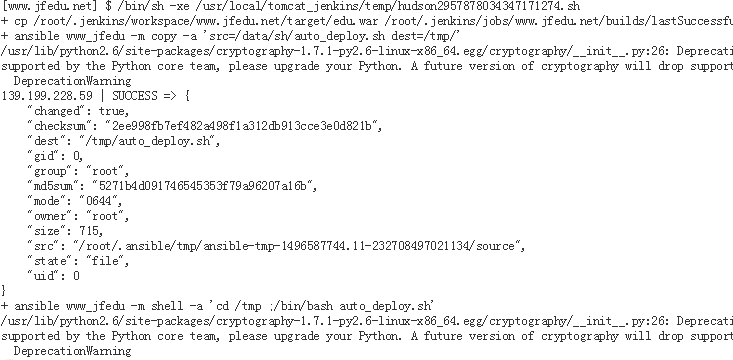 [www.jfedu.net] $ /bin/sh -xe /usr/local/tomcat_jenkins/temp/hudson2957878034347171274.sh
+ cp /root/.jenkins/workspace/www.jfedu.net/target/edu.war /root/.jenkins/jobs/www.jfedu.net/builds/lastSuccessfu
+ ansible www_jfedu -m copy -a 'src=/data/sh/auto_deploy.sh dest=/tmp/'
/usr/lib/python2.6/site-packages/cryptography-1.7.1-py2.6-linux-x86_64.egg/cryptography/__init__.py:26: Deprecati
supported by the Python core team, please upgrade your Python. A future version of cryptography will drop support
DeprecationWarning
139.199.228.59 | SUCCESS => {
"changed": true,
"checksum": "2ee998fb7ef482a498f1a312db913cce3e0d821b",
"dest": "/tmp/auto_deploy.sh",
"gid": 0,
"group": "root",
"md5sum": "5271b4d091746545353f79a96207a16b",
"mode": "0644",
"owner": "root",
"size": 715,
"src": "/root/.ansible/tmp/ansible-tmp-1496587744.11-232708497021134/source",
"state": "file",
"uid": 0
}
+ ansible www_jfedu -m shell -a 'cd /tmp ;/bin/bash auto_deploy.sh'
/usr/lib/python2.6/site-packages/cryptography-1.7.1-py2.6-linux-x86_64.egg/cryptography/__init__.py:26: Deprecati
supported by the Python core team, please upgrade your Python. A future version of cryptography will drop support
DeprecationWarning